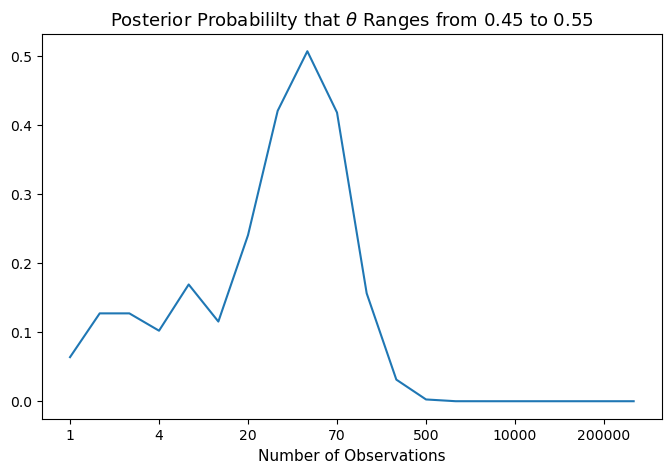 Posterior Probabililty that θ Ranges from 0.45 to 0.55
0.5
0.4
0.3
0.2
0.1
0.0
1 4 20 70 500 10000 200000
Number of Observations